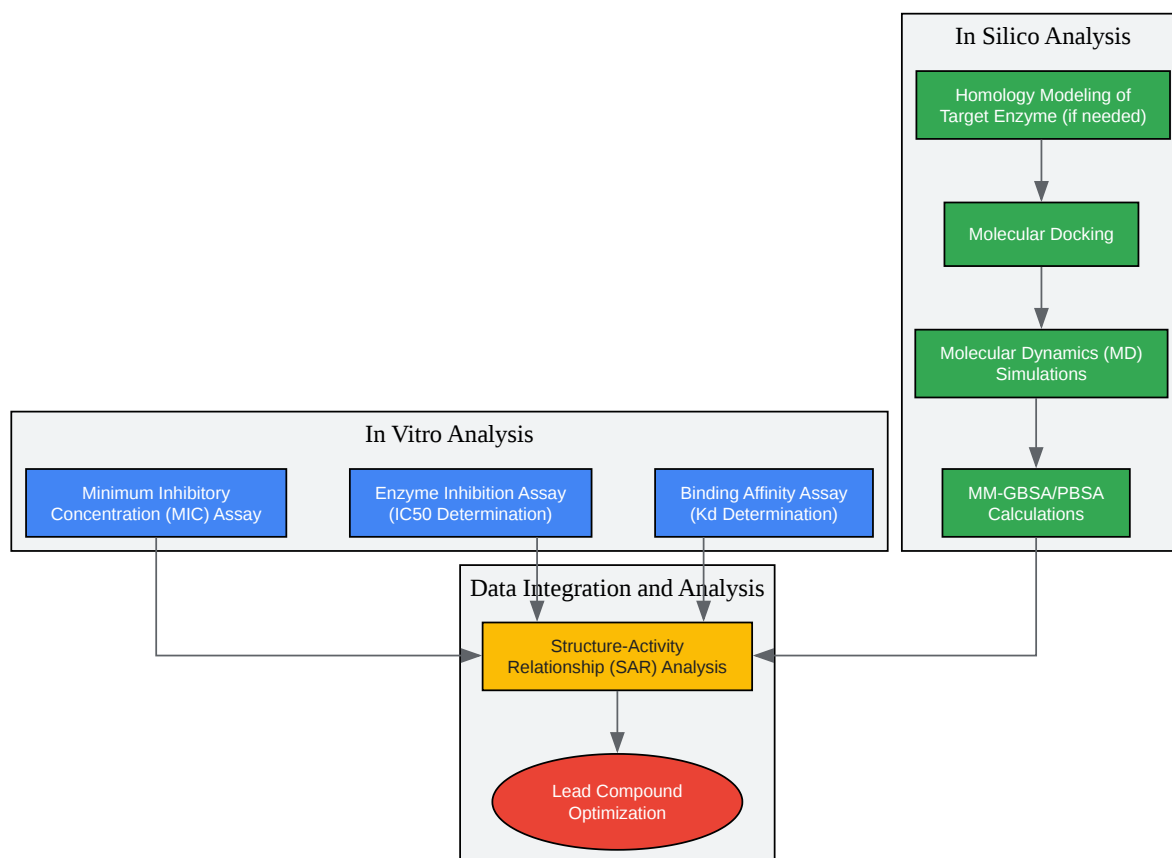 In Silico Analysis
Homology Modeling of
Target Enzyme (if needed)
Molecular Docking
Molecular Dynamics (MD)
Simulations
MM-GBSA/PBSA
Calculations
In Vitro Analysis
Minimum Inhibitory
Concentration (MIC) Assay
Enzyme Inhibition Assay
(IC50 Determination)
Binding Affinity Assay
(Kd Determination)
Data Integration and Analysis
Structure-Activity
Relationship (SAR) Analysis
Lead Compound
Optimization